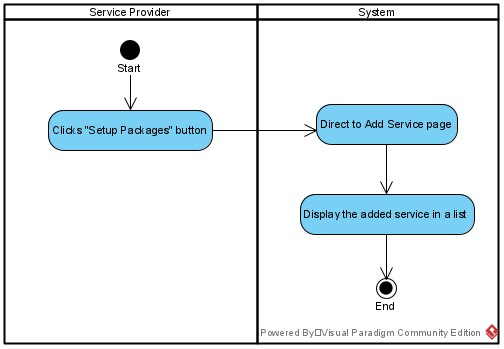 Service Provider
System
Start
Clicks "Setup Packages" button
Direct to Add Service page
Display the added service in a list
End
Powered By Visual Paradigm Community Edition